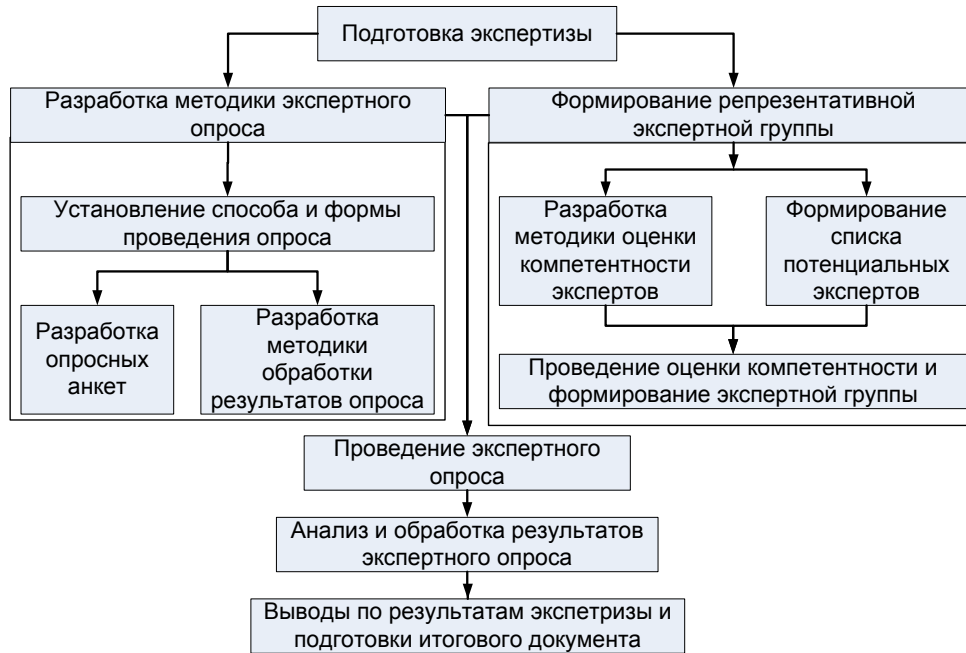 Подготовка экспертизы
Разработка методики экспертного
опроса
Формирование репрезентативной
экспертной группы
Установление способа и формы
проведения опроса
Разработка
опросных
анкет
Разработка
методики
обработки
результатов опроса
Разработка
методики оценки
компетентности
экспертов
Формирование
списка
потенциальных
экспертов
Проведение оценки компетентности и
формирование экспертной группы
Проведение экспертного
опроса
Анализ и обработка результатов
экспертного опроса
Выводы по результатам экспетризы и
подготовки итогового документа